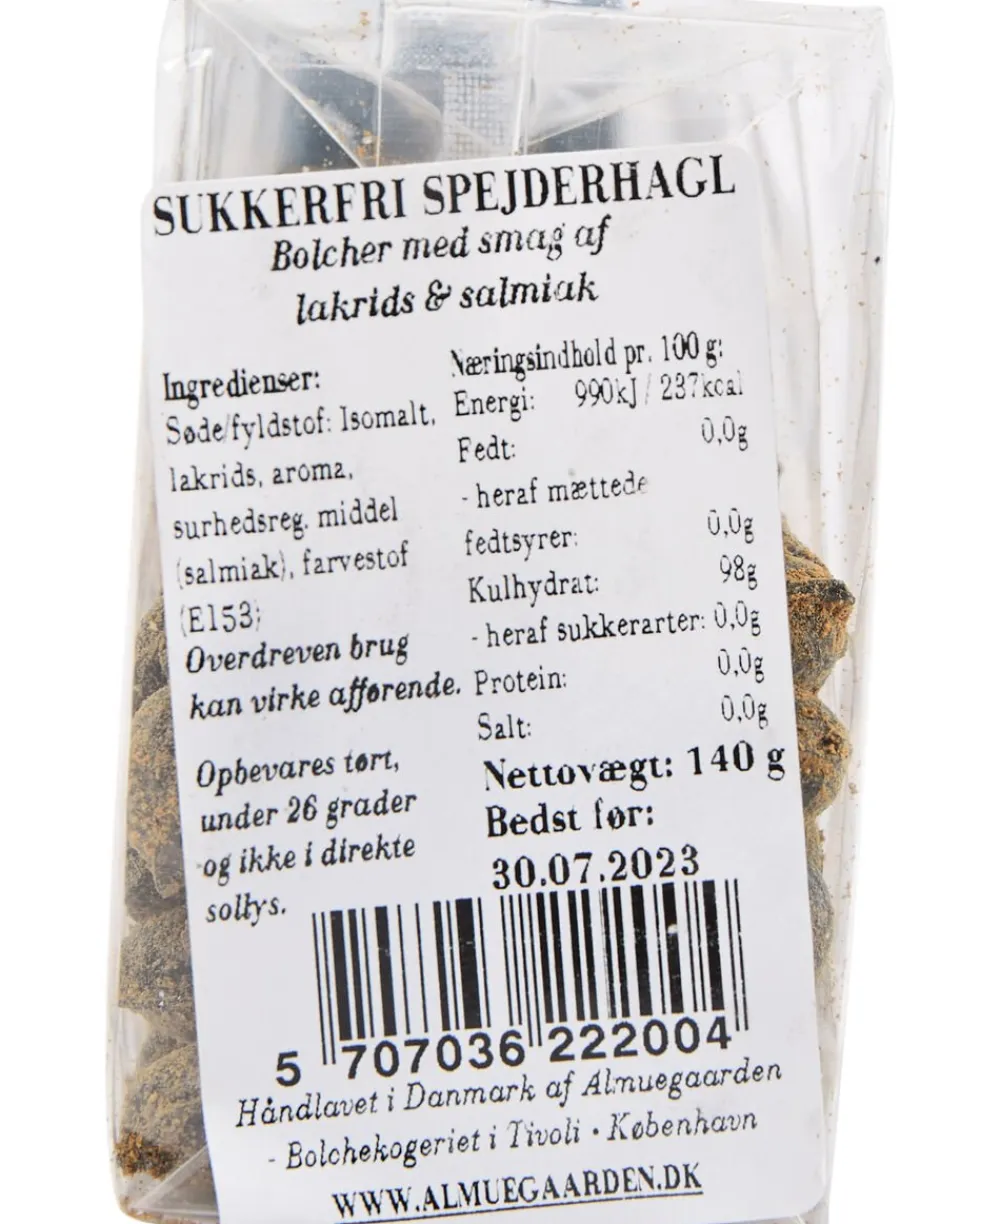 SUKKERFRI SPEJDERHAGL
Bolcher med smag af
lakrids & salmiak
Ingredienser:
Søde/fyldstof: Isomalt,
lakrids, aroma,
surhedsreg. middel
(salmiak), farvestof
(E153)
Overdreven brug
kan virke afførende.
Opbevares tørt,
under 26 grader
og ikke i direkte
sollys.
Næringsindhold pr. 100 g:
Energi: 990kJ / 237kcal
Fedt: 0,0g
- heraf mættede
fedtsyrer: 0,0g
Kulhydrat: 98g
- heraf sukkerarter: 0,0g
Protein: 0,0g
Salt: 0,0g
Nettovægt: 140 g
Bedst før:
30.07.2023
5 707036 222004
Håndlavet i Danmark af Almuegaarden
- Bolchekogeriet i Tivoli • København
WWW.ALMUEGAARDEN.DK